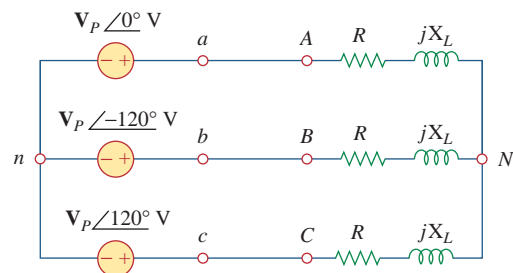 V_P ∠0° V
a A R jX_L
− +
V_P ∠−120° V
b B R jX_L
n − + N
V_P ∠120° V
c C R jX_L
− +